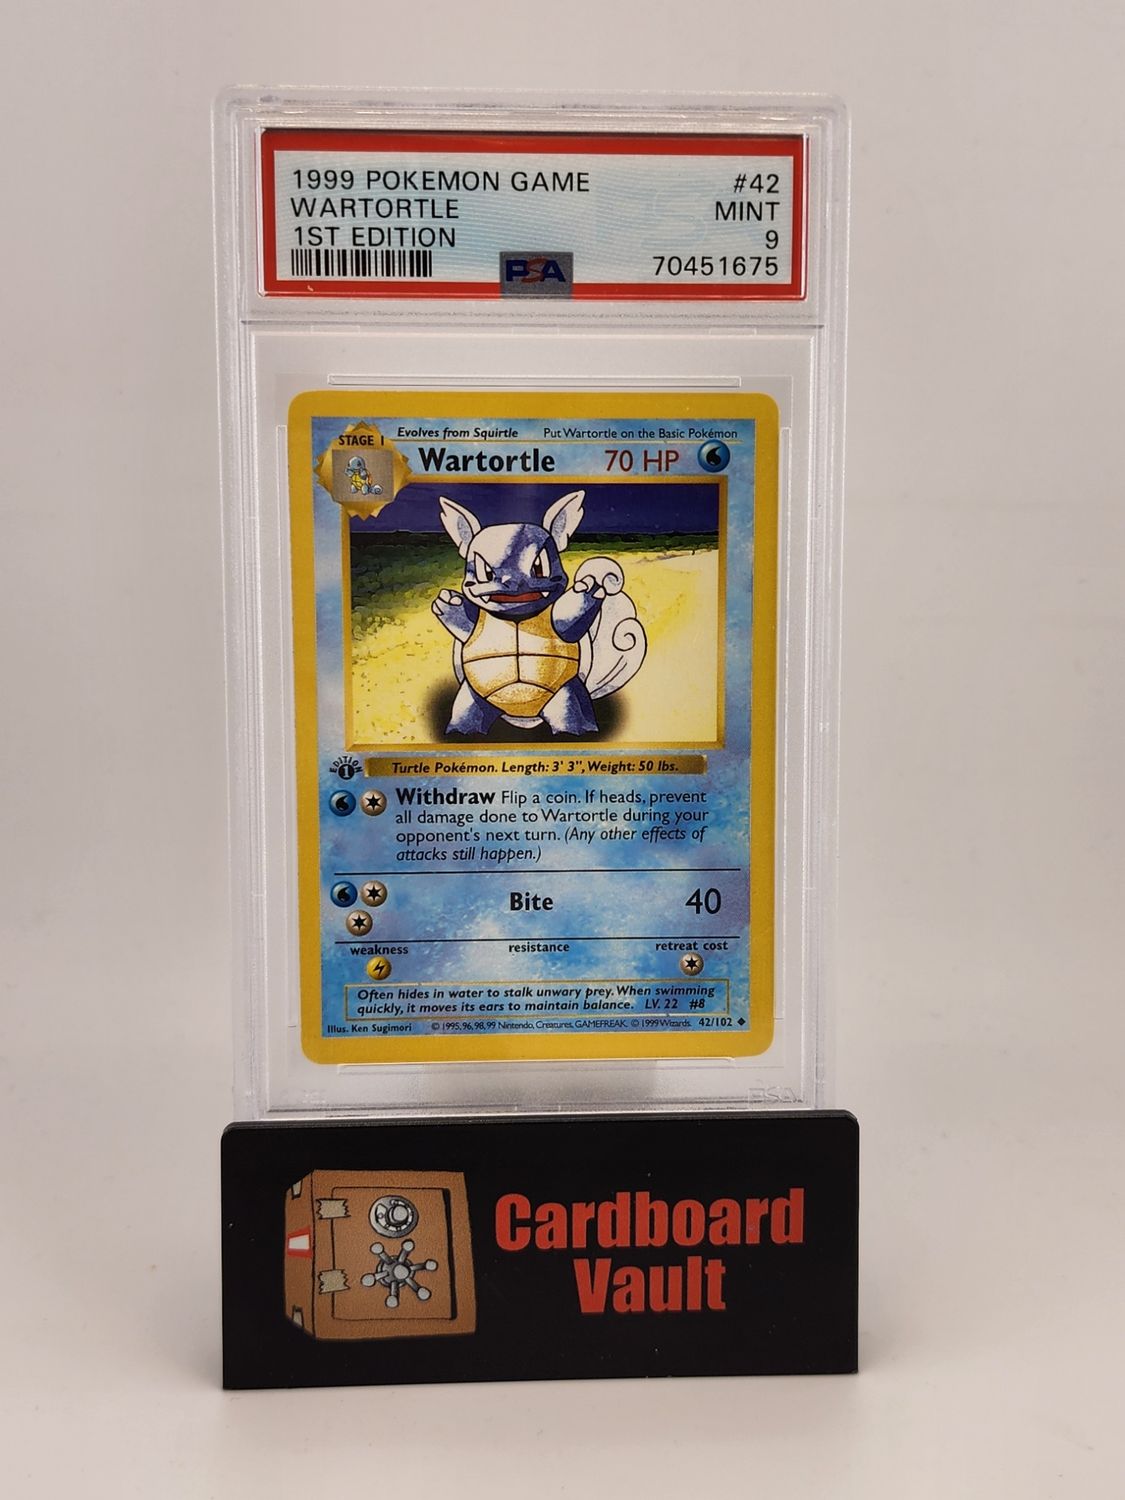 1999 POKEMON GAME #42
WARTORTLE MINT
1ST EDITION 9
PSA 70451675
STAGE 1 Evolves from Squirtle Put Wartortle on the Basic Pokémon
Wartortle 70 HP
EDITION 1
Turtle Pokémon. Length: 3' 3", Weight: 50 lbs.
Withdraw Flip a coin. If heads, prevent
all damage done to Wartortle during your
opponent's next turn. (Any other effects of
attacks still happen.)
Bite 40
weakness resistance retreat cost
Often hides in water to stalk unwary prey. When swimming
quickly, it moves its ears to maintain balance. LV. 22 #8
Illus. Ken Sugimori © 1995, 96, 98, 99 Nintendo, Creatures, GAMEFREAK. © 1999 Wizards. 42/102
PSA
Cardboard
Vault